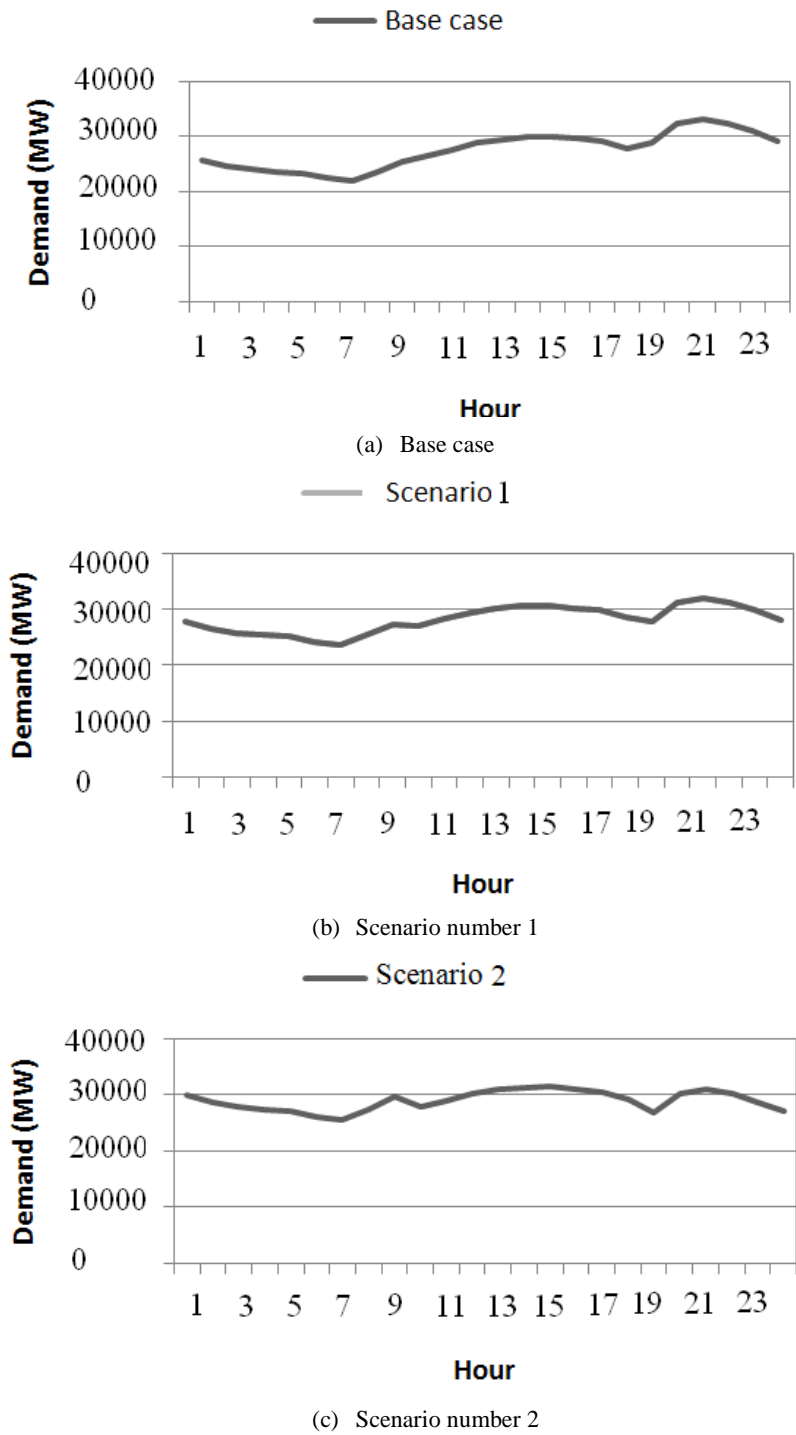 Base case
40000
30000
20000
10000
0
Demand (MW)
1 3 5 7 9 11 13 15 17 19 21 23
Hour
(a) Base case
Scenario 1
40000
30000
20000
10000
0
Demand (MW)
1 3 5 7 9 11 13 15 17 19 21 23
Hour
(b) Scenario number 1
Scenario 2
40000
30000
20000
10000
0
Demand (MW)
1 3 5 7 9 11 13 15 17 19 21 23
Hour
(c) Scenario number 2